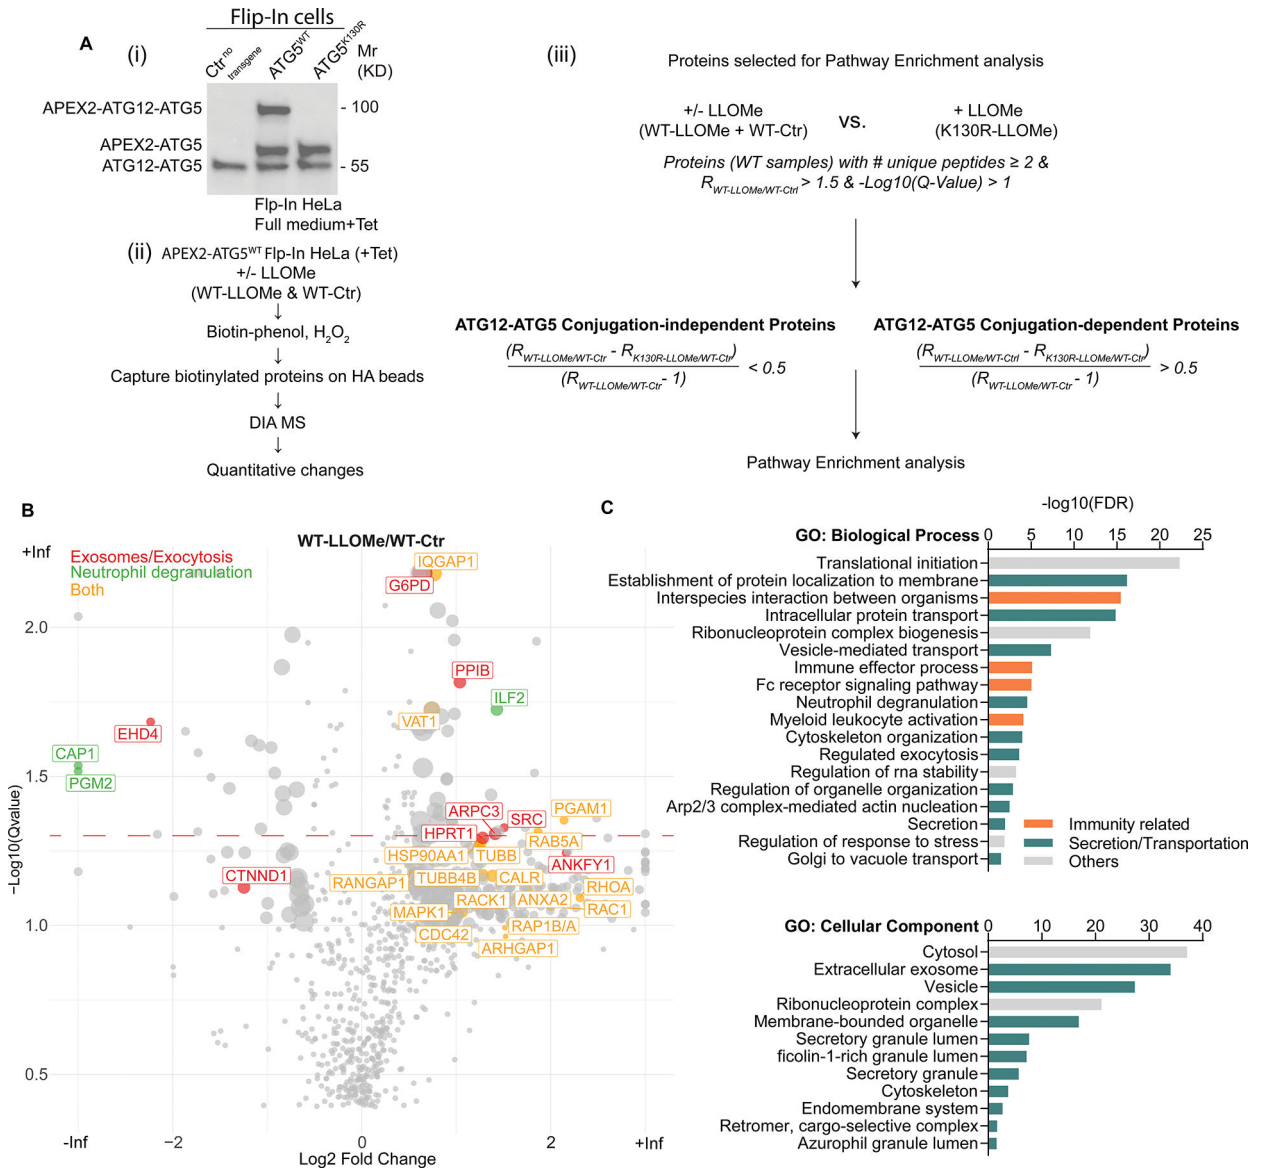 A
(i)
Flip-In cells
Ctr no transgene
ATG5WT
ATG5K130R
Mr
(KD)
APEX2-ATG12-ATG5
- 100
APEX2-ATG5
ATG12-ATG5
- 55
Flp-In HeLa
Full medium+Tet
(ii) APEX2-ATG5WT Flp-In HeLa (+Tet)
+/- LLOMe
(WT-LLOMe & WT-Ctr)
↓
Biotin-phenol, H2O2
↓
Capture biotinylated proteins on HA beads
↓
DIA MS
↓
Quantitative changes
(iii)
Proteins selected for Pathway Enrichment analysis
+/- LLOMe
(WT-LLOMe + WT-Ctr)
vs.
+ LLOMe
(K130R-LLOMe)
Proteins (WT samples) with # unique peptides ≥ 2 &
RWT-LLOMe/WT-Ctrl > 1.5 & -Log10(Q-Value) > 1
ATG12-ATG5 Conjugation-independent Proteins
(RWT-LLOMe/WT-Ctr - RK130R-LLOMe/WT-Ctr)
(RWT-LLOMe/WT-Ctr - 1)
< 0.5
ATG12-ATG5 Conjugation-dependent Proteins
(RWT-LLOMe/WT-Ctrl - RK130R-LLOMe/WT-Ctr)
(RWT-LLOMe/WT-Ctr - 1)
> 0.5
Pathway Enrichment analysis
B
WT-LLOMe/WT-Ctr
+Inf
Exosomes/Exocytosis
Neutrophil degranulation
Both
IQGAP1
G6PD
2.0
PPIB
ILF2
VAT1
EHD4
CAP1
PGM2
1.5
ARPC3
SRC
PGAM1
HPRT1
RAB5A
HSP90AA1
TUBB
ANKFY1
CTNND1
RANGAP1
TUBB4B
CALR
RHOA
RACK1
ANXA2
RAC1
MAPK1
1.0
RAP1B/A
CDC42
ARHGAP1
0.5
−Log10(Qvalue)
-Inf
−2
0
2
+Inf
Log2 Fold Change
C
-log10(FDR)
GO: Biological Process
0 5 10 15 20 25
Translational initiation
Establishment of protein localization to membrane
Interspecies interaction between organisms
Intracellular protein transport
Ribonucleoprotein complex biogenesis
Vesicle-mediated transport
Immune effector process
Fc receptor signaling pathway
Neutrophil degranulation
Myeloid leukocyte activation
Cytoskeleton organization
Regulated exocytosis
Regulation of rna stability
Regulation of organelle organization
Arp2/3 complex-mediated actin nucleation
Secretion
Regulation of response to stress
Golgi to vacuole transport
Immunity related
Secretion/Transportation
Others
GO: Cellular Component
0 10 20 30 40
Cytosol
Extracellular exosome
Vesicle
Ribonucleoprotein complex
Membrane-bounded organelle
Secretory granule lumen
ficolin-1-rich granule lumen
Secretory granule
Cytoskeleton
Endomembrane system
Retromer, cargo-selective complex
Azurophil granule lumen